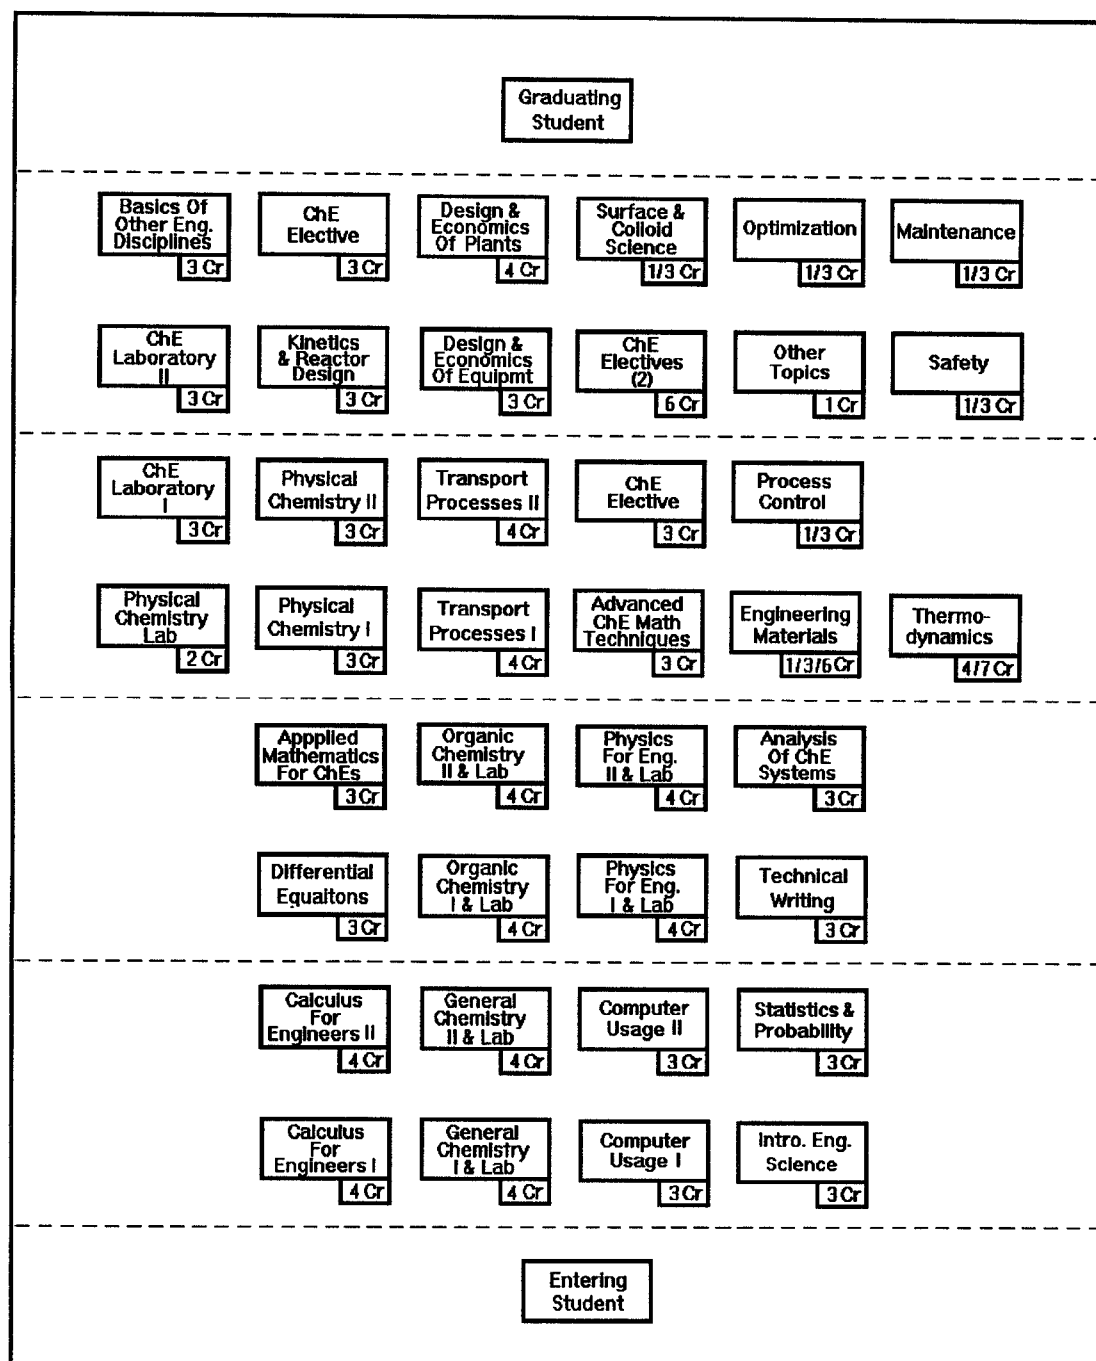 Graduating
Student
Basics Of
Other Eng.
Disciplines
3 Cr
ChE
Elective
3 Cr
Design &
Economics
Of Plants
4 Cr
Surface &
Colloid
Science
1/3 Cr
Optimization
1/3 Cr
Maintenance
1/3 Cr
ChE
Laboratory
II
3 Cr
Kinetics
& Reactor
Design
3 Cr
Design &
Economics
Of Equipmt
3 Cr
ChE
Electives
(2)
6 Cr
Other
Topics
1 Cr
Safety
1/3 Cr
ChE
Laboratory
I
3 Cr
Physical
Chemistry II
3 Cr
Transport
Processes II
4 Cr
ChE
Elective
3 Cr
Process
Control
1/3 Cr
Physical
Chemistry
Lab
2 Cr
Physical
Chemistry I
3 Cr
Transport
Processes I
4 Cr
Advanced
ChE Math
Techniques
3 Cr
Engineering
Materials
1/3/6 Cr
Thermo-
dynamics
4/7 Cr
Appplied
Mathematics
For ChEs
3 Cr
Organic
Chemistry
II & Lab
4 Cr
Physics
For Eng.
II & Lab
4 Cr
Analysis
Of ChE
Systems
3 Cr
Differential
Equaitons
3 Cr
Organic
Chemistry
I & Lab
4 Cr
Physics
For Eng.
I & Lab
4 Cr
Technical
Writing
3 Cr
Calculus
For
Engineers II
4 Cr
General
Chemistry
II & Lab
4 Cr
Computer
Usage II
3 Cr
Statistics &
Probability
3 Cr
Calculus
For
Engineers I
4 Cr
General
Chemistry
I & Lab
4 Cr
Computer
Usage I
3 Cr
Intro. Eng.
Science
3 Cr
Entering
Student